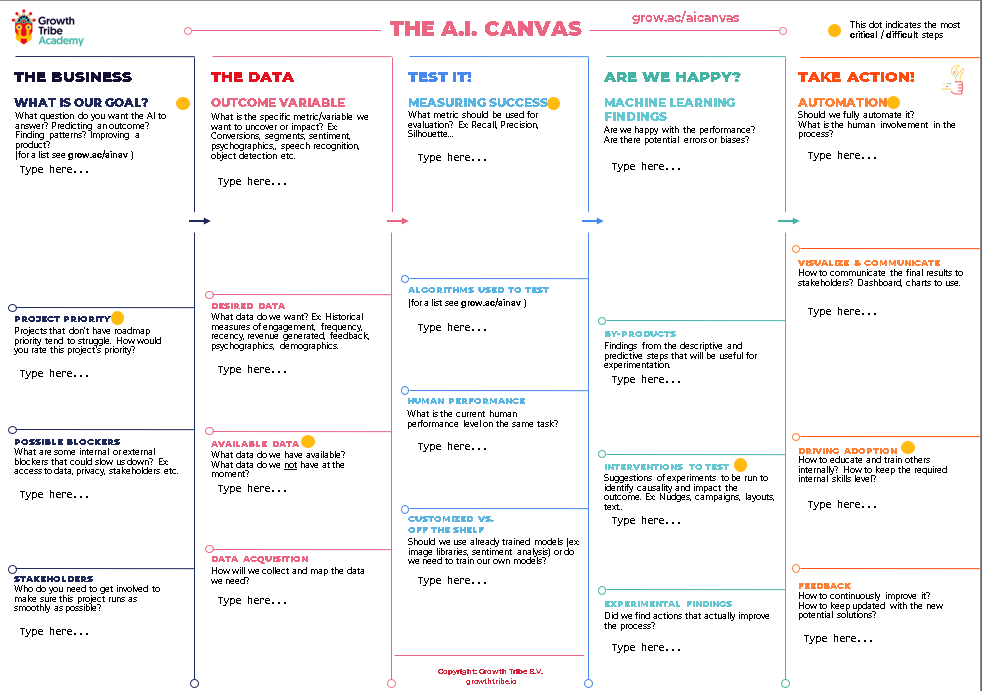 Growth
Tribe
Academy
THE A.I. CANVAS
grow.ac/aicanvas
This dot indicates the most
critical / difficult steps
THE BUSINESS
WHAT IS OUR GOAL?
What question do you want the AI to
answer? Predicting an outcome?
Finding patterns? Improving a
product?
(for a list see grow.ac/ainav )
Type here...
PROJECT PRIORITY
Projects that don't have roadmap
priority tend to struggle. How would
you rate this project's priority?
Type here...
POSSIBLE BLOCKERS
What are some internal or external
blockers that could slow us down? Ex:
access to data, privacy, stakeholders etc.
Type here...
STAKEHOLDERS
Who do you need to get involved to
make sure this project runs as
smoothly as possible?
Type here...
THE DATA
OUTCOME VARIABLE
What is the specific metric/variable we
want to uncover or impact? Ex:
Conversions, segments, sentiment,
psychographics,, speech recognition,
object detection etc.
Type here...
DESIRED DATA
What data do we want? Ex: Historical
measures of engagement, frequency,
recency, revenue generated, feedback,
psychographics, demographics.
Type here...
AVAILABLE DATA
What data do we have available?
What data do we not have at the
moment?
Type here...
DATA ACQUISITION
How will we collect and map the data
we need?
Type here...
TEST IT!
MEASURING SUCCESS
What metric should be used for
evaluation? Ex: Recall, Precision,
Silhouette...
Type here...
ALGORITHMS USED TO TEST
(for a list see grow.ac/ainav )
Type here...
HUMAN PERFORMANCE
What is the current human
performance level on the same task?
Type here...
CUSTOMIZED VS.
OFF THE SHELF
Should we use already trained models (ex:
image libraries, sentiment analysis) or do
we need to train our own models?
Type here...
Copyright: Growth Tribe B.V.
growthtribe.io
ARE WE HAPPY?
MACHINE LEARNING
FINDINGS
Are we happy with the performance?
Are there potential errors or biases?
Type here...
BY-PRODUCTS
Findings from the descriptive and
predictive steps that will be useful for
experimentation.
Type here...
INTERVENTIONS TO TEST
Suggestions of experiments to be run to
identify causality and impact the
outcome. Ex: Nudges, campaigns, layouts,
text..
Type here...
EXPERIMENTAL FINDINGS
Did we find actions that actually improve
the process?
Type here...
TAKE ACTION!
AUTOMATION
Should we fully automate it?
What is the human involvement in the
process?
Type here...
VISUALIZE & COMMUNICATE
How to communicate the final results to
stakeholders? Dashboard, charts to use.
Type here...
DRIVING ADOPTION
How to educate and train others
internally? How to keep the required
internal skills level?
Type here...
FEEDBACK
How to continuously improve it?
How to keep updated with the new
potential solutions?
Type here...